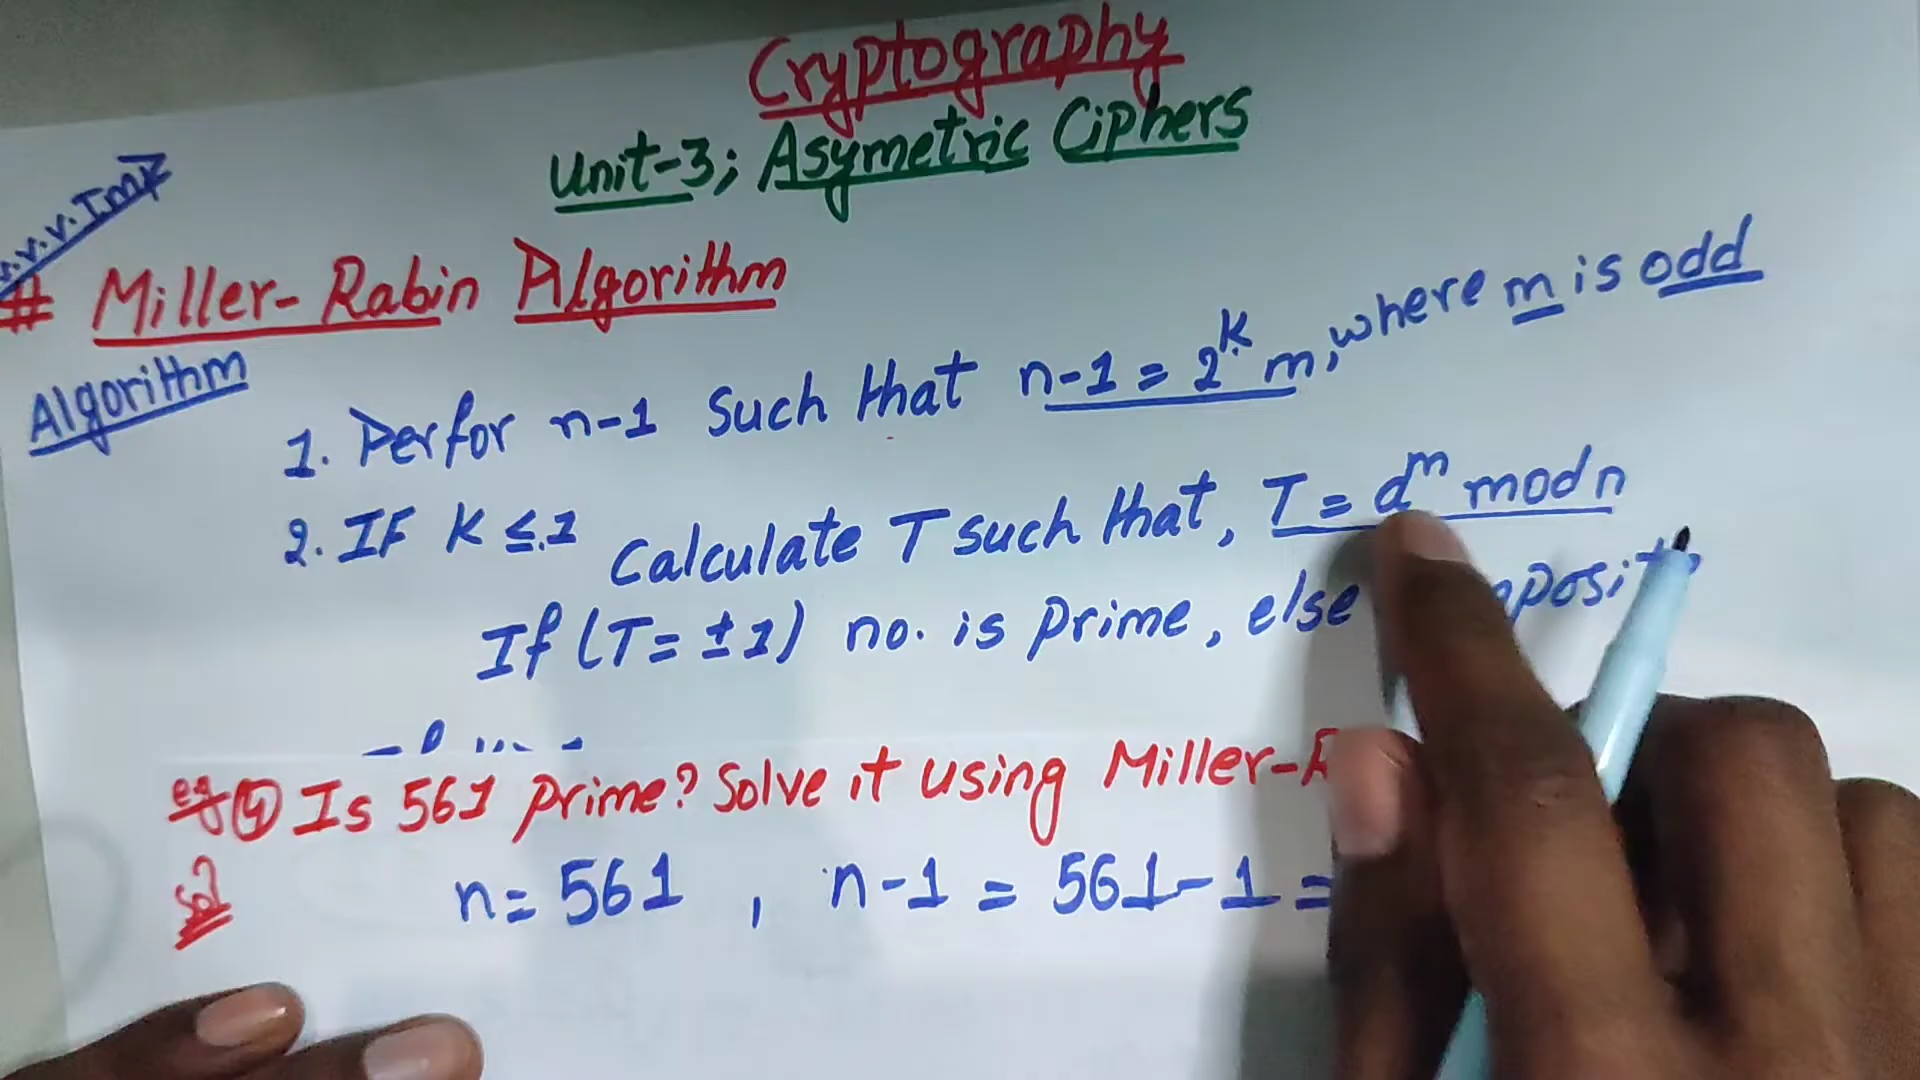 Cryptography
Unit-3; Asymetric Ciphers
v.v.v.Imp
# Miller-Rabin Algorithm
Algorithm
1. Perfor n-1 Such that n-1 = 2^k m, where m is odd
2. If K ≤ 1 Calculate T such that, T = d^m mod n
If (T = ±1) no. is prime, else
eg ④ Is 561 prime? Solve it using Miller-R
Sol n = 561 , n-1 = 561-1 =